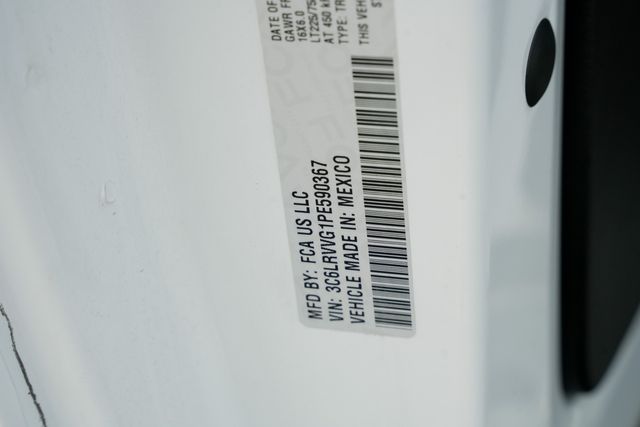 MFD BY: FCA US LLC
VIN: 3C6LRVVG1PE590367
VEHICLE MADE IN: MEXICO
DATE OF
GAWR FR
16X6.0
LT225/75
AT 450 k
TYPE: TR
THIS VEH